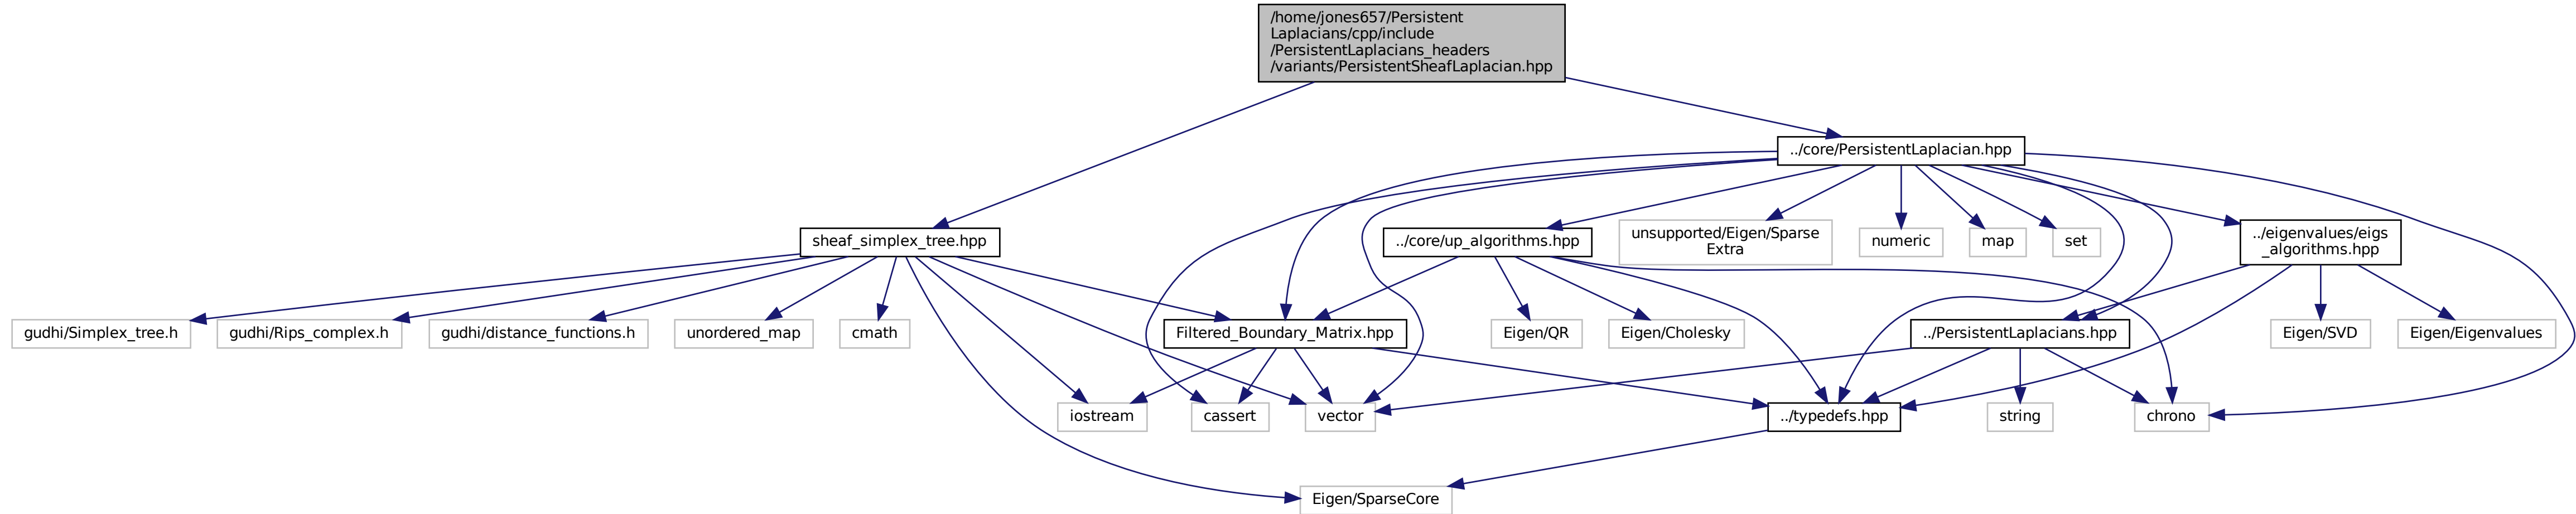 /home/jones657/Persistent
Laplacians/cpp/include
/PersistentLaplacians_headers
/variants/PersistentSheafLaplacian.hpp
../core/PersistentLaplacian.hpp
sheaf_simplex_tree.hpp
../core/up_algorithms.hpp
unsupported/Eigen/Sparse
Extra
numeric
map
set
../eigenvalues/eigs
_algorithms.hpp
gudhi/Simplex_tree.h
gudhi/Rips_complex.h
gudhi/distance_functions.h
unordered_map
cmath
Filtered_Boundary_Matrix.hpp
Eigen/QR
Eigen/Cholesky
../PersistentLaplacians.hpp
Eigen/SVD
Eigen/Eigenvalues
iostream
cassert
vector
../typedefs.hpp
string
chrono
Eigen/SparseCore